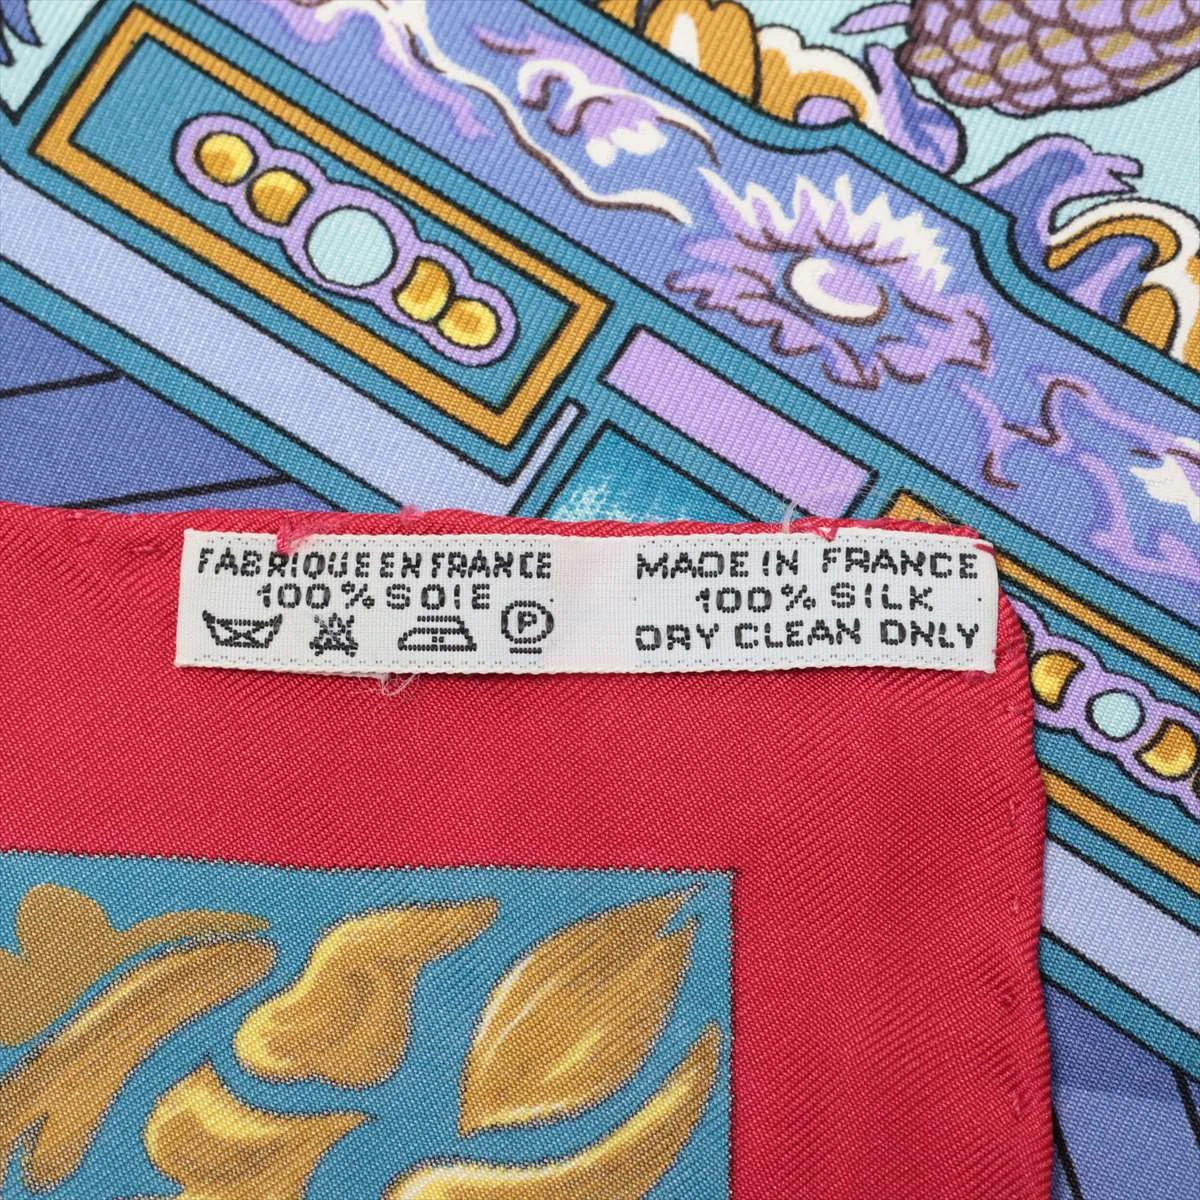 FABRIQUE EN FRANCE
100% SOIE
P
MADE IN FRANCE
100% SILK
DRY CLEAN ONLY